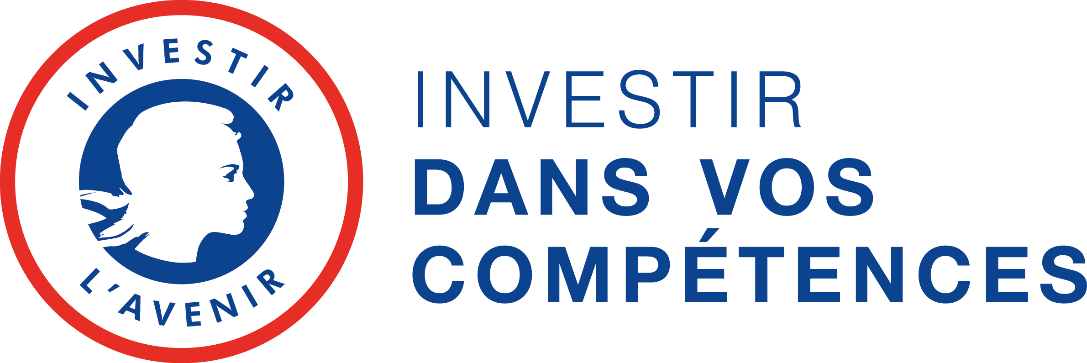 INVESTIR
L'AVENIR
INVESTIR
DANS VOS
COMPÉTENCES